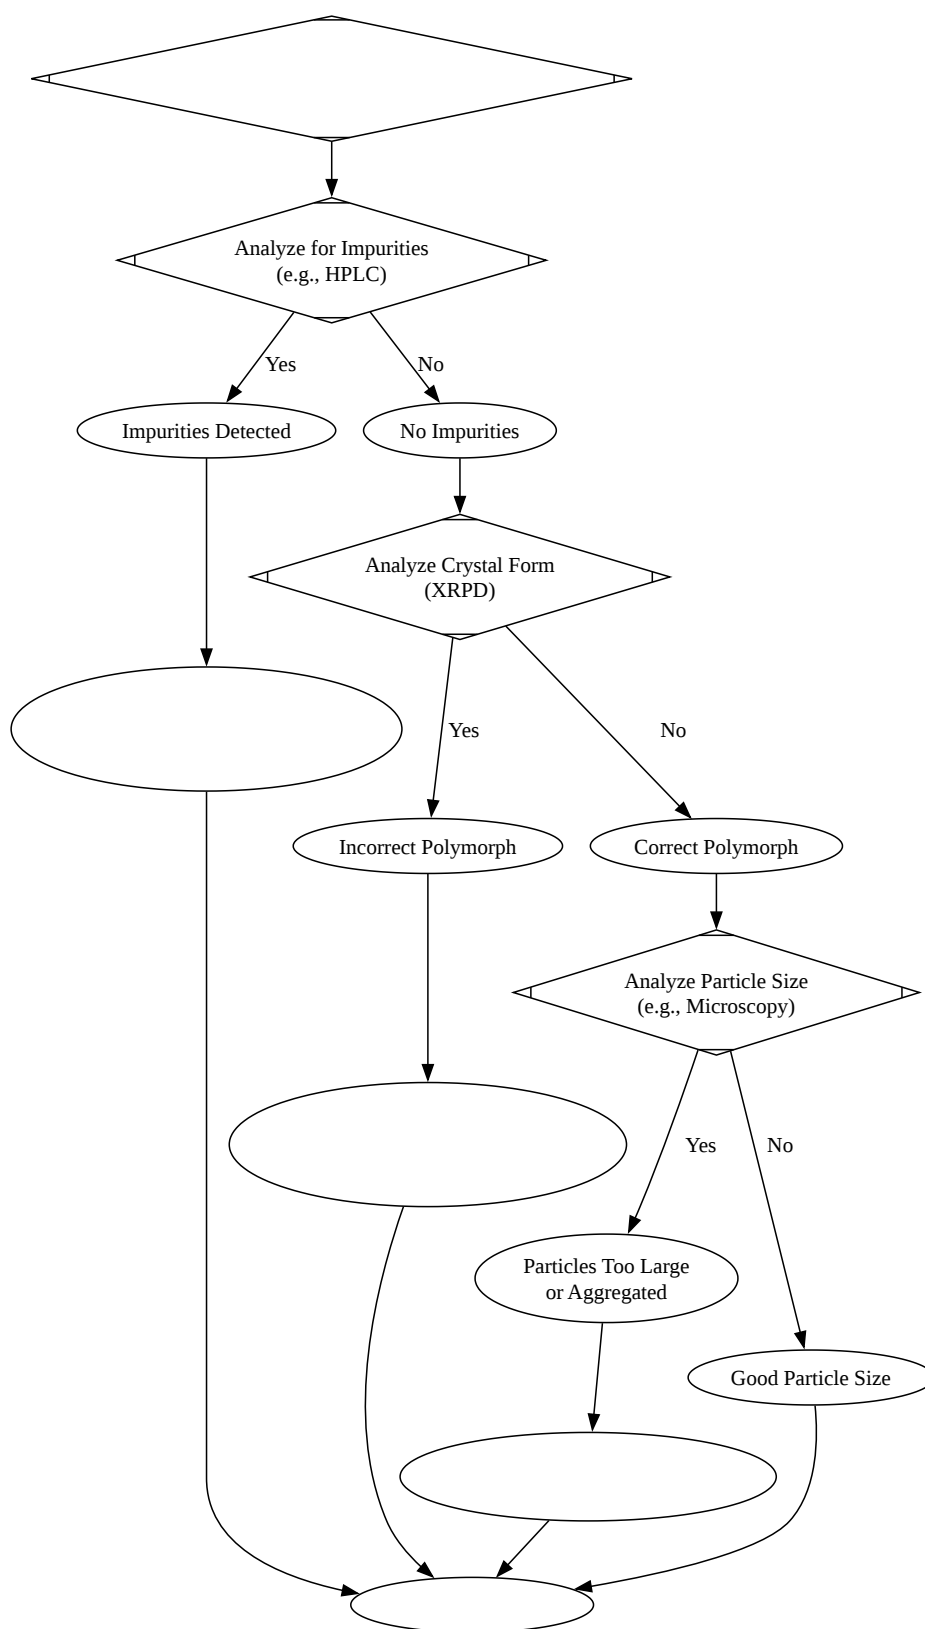 Analyze for Impurities
(e.g., HPLC)
Yes
No
Impurities Detected
No Impurities
Analyze Crystal Form
(XRPD)
Yes
No
Incorrect Polymorph
Correct Polymorph
Analyze Particle Size
(e.g., Microscopy)
Yes
No
Particles Too Large
or Aggregated
Good Particle Size